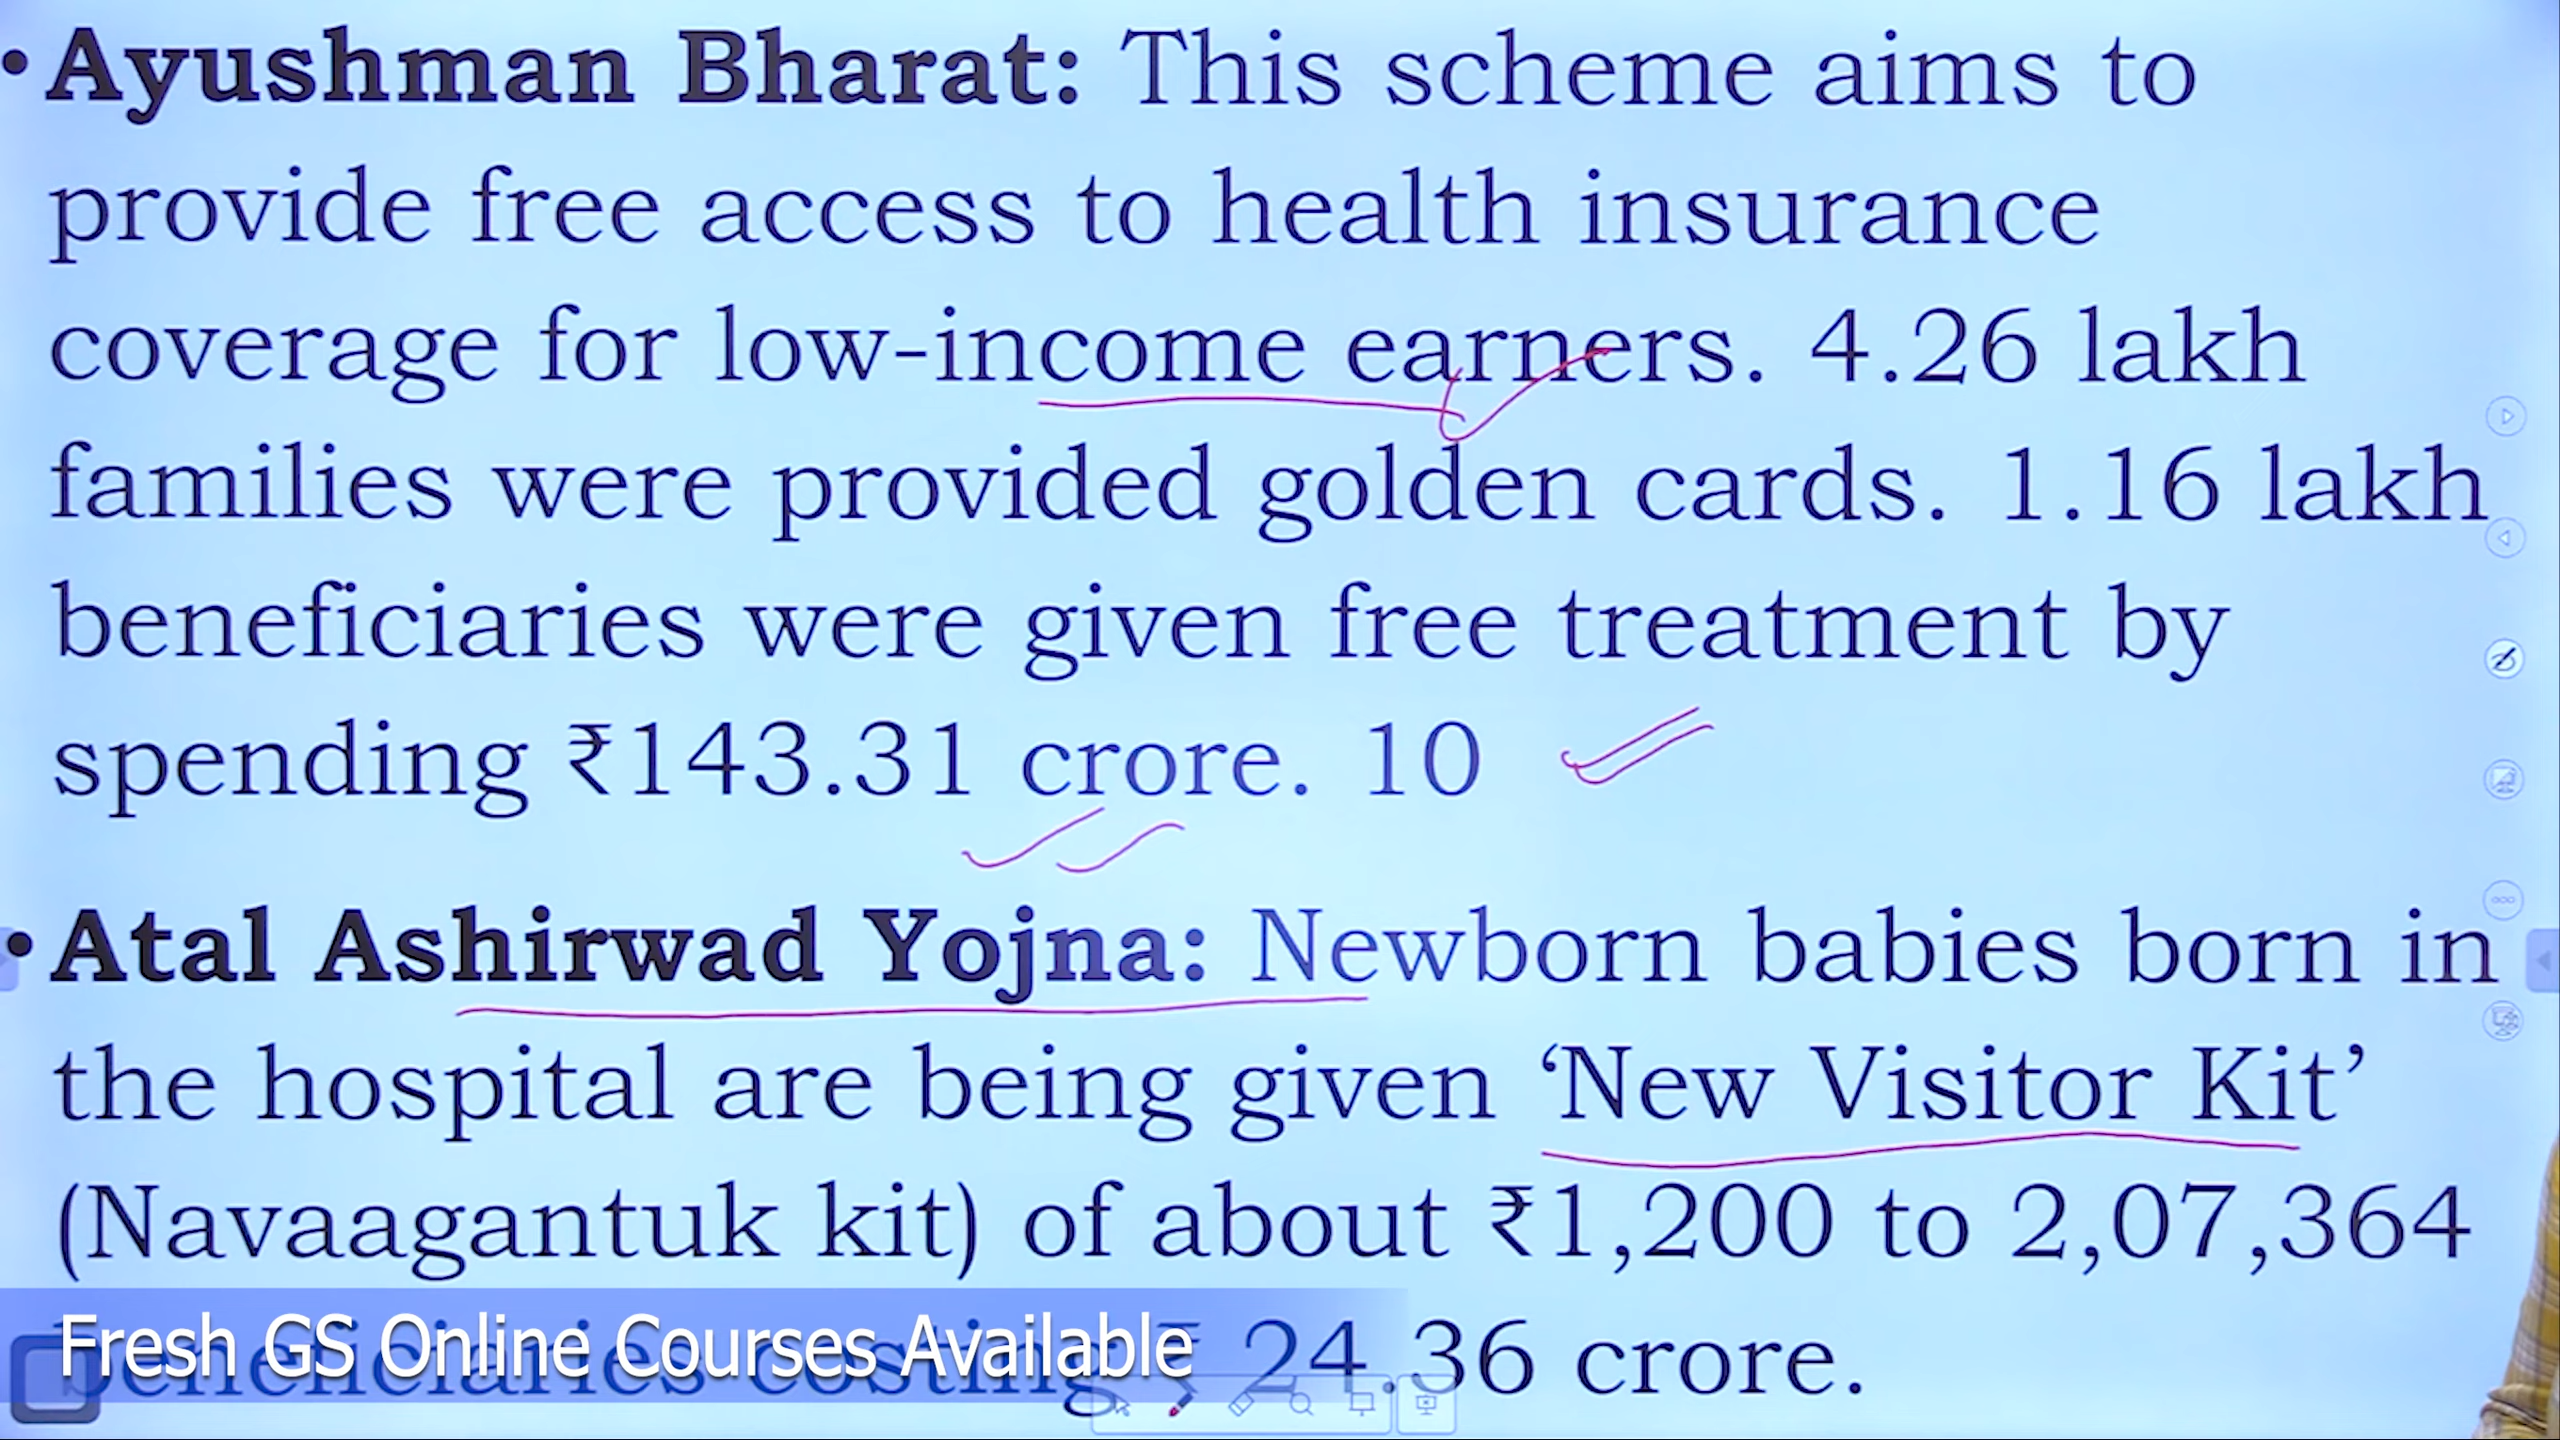 • Ayushman Bharat: This scheme aims to
provide free access to health insurance
coverage for low-income earners. 4.26 lakh
families were provided golden cards. 1.16 lakh
beneficiaries were given free treatment by
spending ₹143.31 crore. 10
• Atal Ashirwad Yojna: Newborn babies born in
the hospital are being given ‘New Visitor Kit’
(Navaagantuk kit) of about ₹1,200 to 2,07,364
beneficiaries costing ₹ 24.36 crore.
Fresh GS Online Courses Available